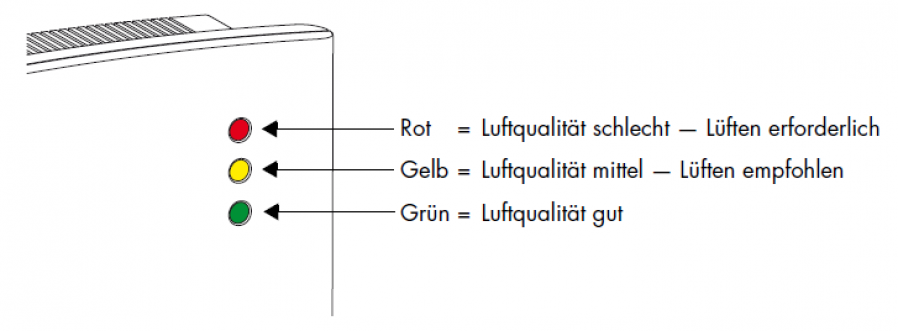 Rot = Luftqualität schlecht — Lüften erforderlich
Gelb = Luftqualität mittel — Lüften empfohlen
Grün = Luftqualität gut